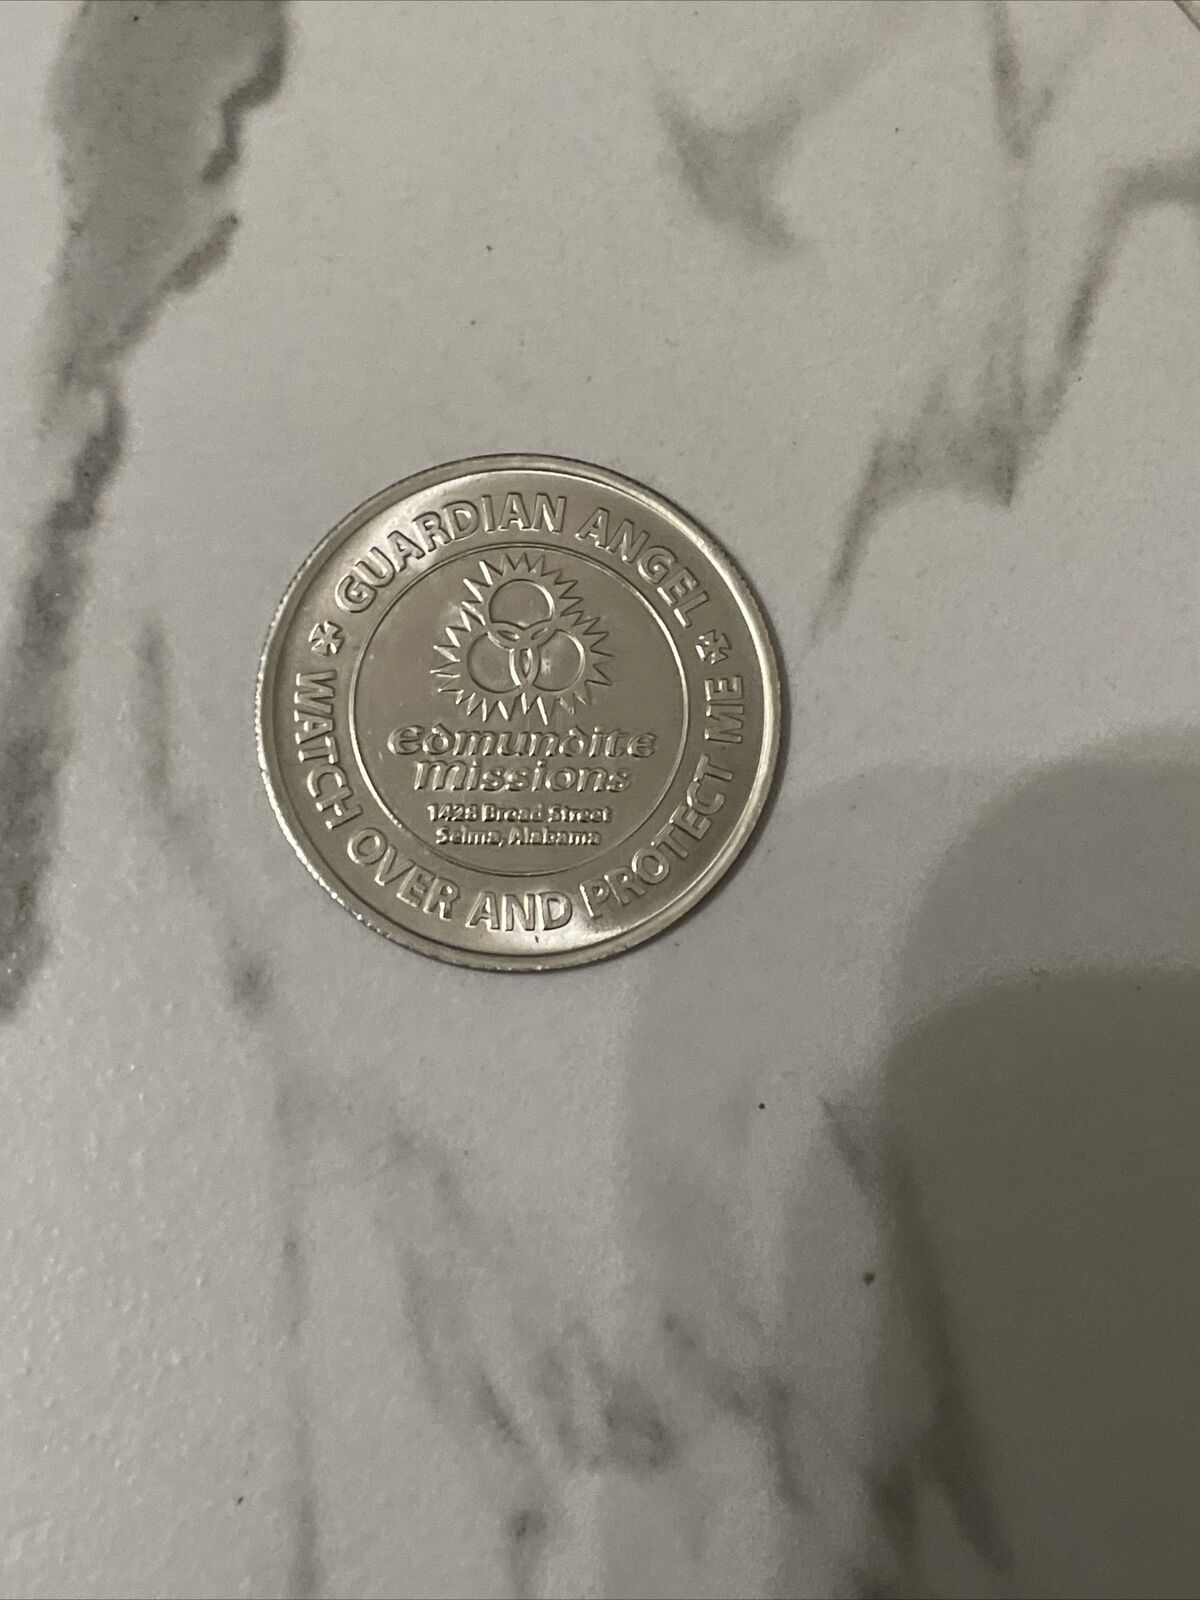 GUARDIAN ANGEL
WATCH OVER AND PROTECT ME
Edmundite
Missions
1428 Broad Street
Selma, Alabama